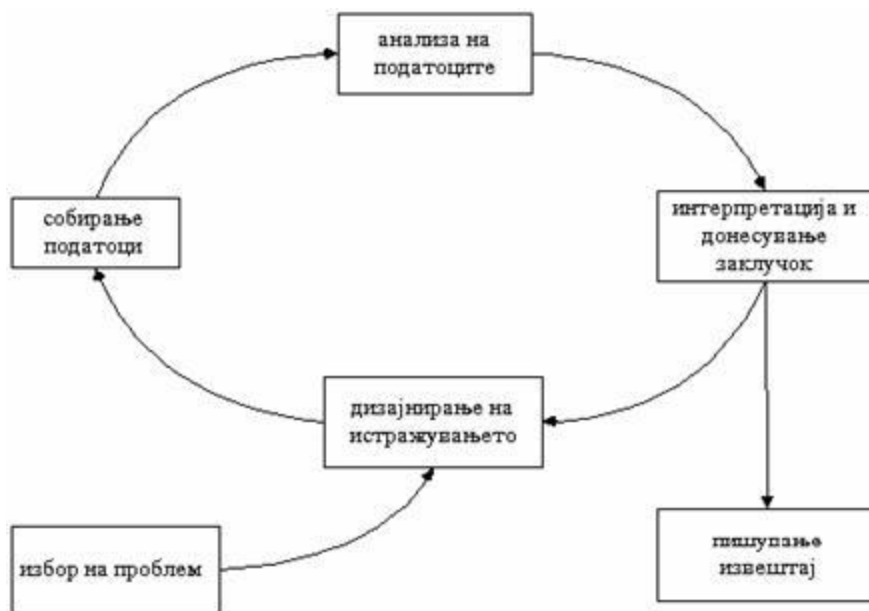 анализа на
податоците
собирање
податоци
интерпретација и
донесување
заклучок
дизајнирање на
истражувањето
избор на проблем
пишување
извештај